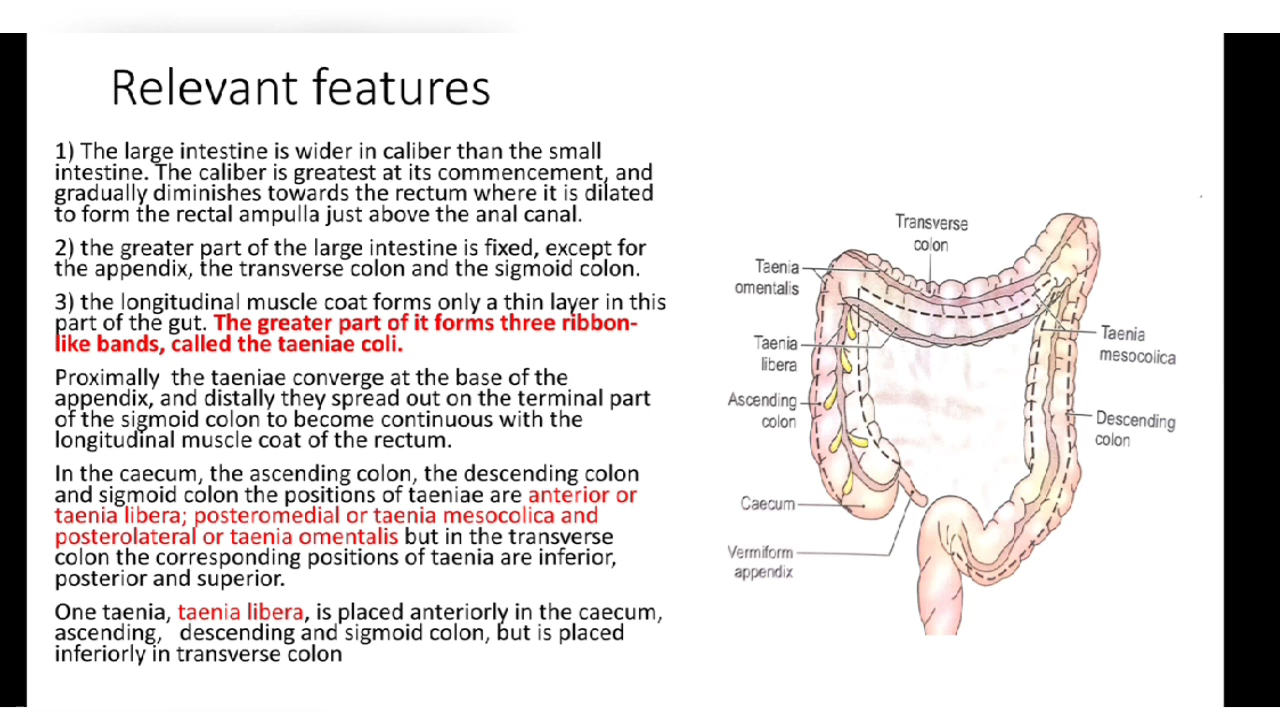 Relevant features
1) The large intestine is wider in caliber than the small
intestine. The caliber is greatest at its commencement, and
gradually diminishes towards the rectum where it is dilated
to form the rectal ampulla just above the anal canal.
2) the greater part of the large intestine is fixed, except for
the appendix, the transverse colon and the sigmoid colon.
3) the longitudinal muscle coat forms only a thin layer in this
part of the gut. The greater part of it forms three ribbon-
like bands, called the taeniae coli.
Proximally the taeniae converge at the base of the
appendix, and distally they spread out on the terminal part
of the sigmoid colon to become continuous with the
longitudinal muscle coat of the rectum.
In the caecum, the ascending colon, the descending colon
and sigmoid colon the positions of taeniae are anterior or
taenia libera; posteromedial or taenia mesocolica and
posterolateral or taenia omentalis but in the transverse
colon the corresponding positions of taenia are inferior,
posterior and superior.
One taenia, taenia libera, is placed anteriorly in the caecum,
ascending, descending and sigmoid colon, but is placed
inferiorly in transverse colon
Transverse
colon
Taenia
omentalis
Taenia
libera
Ascending
colon
Caecum
Vermiform
appendix
Taenia
mesocolica
Descending
colon